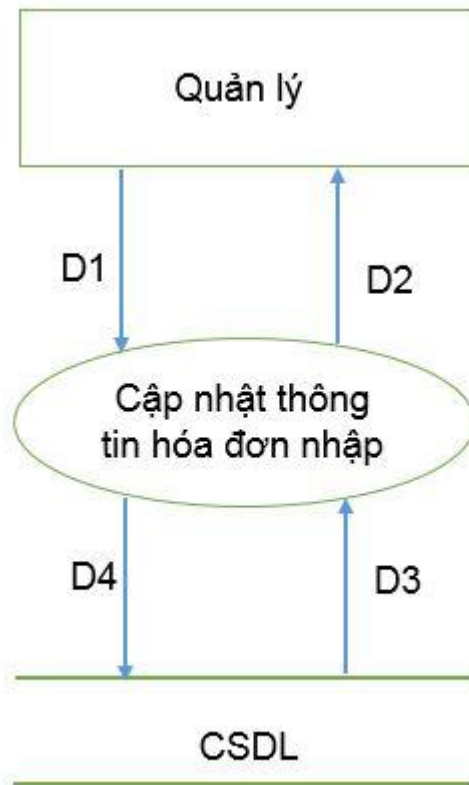 Quản lý
D1
D2
Cập nhật thông
tin hóa đơn nhập
D4
D3
CSDL